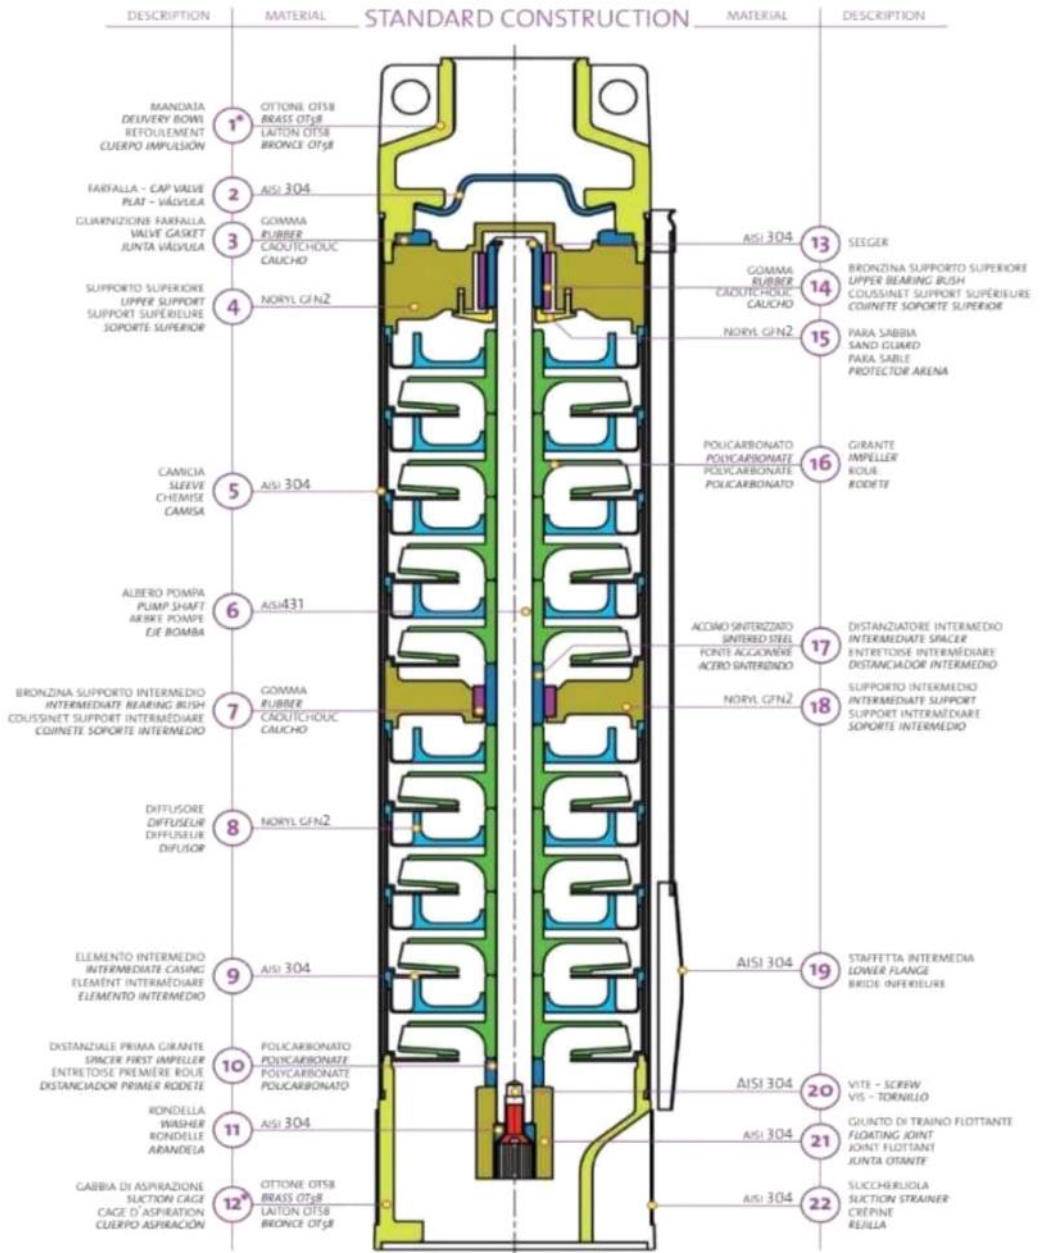 DESCRIPTION
MATERIAL
STANDARD CONSTRUCTION
MATERIAL
DESCRIPTION
MANDATA
DELIVERY BOWL
REFOULEMENT
CUERPO IMPULSIÓN
1*
OTTONE OT58
BRASS OT58
LAITON OT58
BRONCE OT58
FARFALLA - CAP VALVE
PLAT - VÁLVULA
2
AISI 304
GUARNIZIONE FARFALLA
VALVE GASKET
JUNTA VÁLVULA
3
GOMMA
RUBBER
CAOUTCHOUC
CAUCHO
SUPPORTO SUPERIORE
UPPER SUPPORT
SUPPORT SUPÉRIEURE
SOPORTE SUPERIOR
4
NORYL GFN2
CAMICIA
SLEEVE
CHEMISE
CAMISA
5
AISI 304
ALBERO POMPA
PUMP SHAFT
ARBRE POMPE
EJE BOMBA
6
AISI431
BRONZINA SUPPORTO INTERMEDIO
INTERMEDIATE BEARING BUSH
COUSSINET SUPPORT INTERMÉDIARE
COJINETE SOPORTE INTERMEDIO
7
GOMMA
RUBBER
CAOUTCHOUC
CAUCHO
DIFFUSORE
DIFFUSEUR
DIFFUSEUR
DIFUSOR
8
NORYL GFN2
ELEMENTO INTERMEDIO
INTERMEDIATE CASING
ELEMENT INTERMÉDIARE
ELEMENTO INTERMEDIO
9
AISI 304
DISTANZIALE PRIMA GIRANTE
SPACER FIRST IMPELLER
ENTRETOISE PREMIÈRE ROUE
DISTANCIADOR PRIMER RODETE
10
POLICARBONATO
POLYCARBONATE
POLYCARBONATE
POLICARBONATO
RONDELLA
WASHER
RONDELLE
ARANDELA
11
AISI 304
GABBIA DI ASPIRAZIONE
SUCTION CAGE
CAGE D'ASPIRATION
CUERPO ASPIRACIÓN
12*
OTTONE OT58
BRASS OT58
LAITON OT58
BRONCE OT58
AISI 304
13
SEEGER
GOMMA
RUBBER
CAOUTCHOUC
CAUCHO
14
BRONZINA SUPPORTO SUPERIORE
UPPER BEARING BUSH
COUSSINET SUPPORT SUPÉRIEURE
COJINETE SOPORTE SUPERIOR
NORYL GFN2
15
PARA SABBIA
SAND GUARD
PARA SABLE
PROTECTOR ARENA
POLICARBONATO
POLYCARBONATE
POLYCARBONATE
POLICARBONATO
16
GIRANTE
IMPELLER
ROUE
RODETE
ACCIAIO SINTERIZZATO
SINTERED STEEL
FONTE AGGLOMÉRÉ
ACERO SINTERIZADO
17
DISTANZIATORE INTERMEDIO
INTERMEDIATE SPACER
ENTRETOISE INTERMÉDIARE
DISTANCIADOR INTERMEDIO
NORYL GFN2
18
SUPPORTO INTERMEDIO
INTERMEDIATE SUPPORT
SUPPORT INTERMÉDIARE
SOPORTE INTERMEDIO
AISI 304
19
STAFFETTA INTERMEDIA
LOWER FLANGE
BRIDE INFERIEURE
AISI 304
20
VITE - SCREW
VIS - TORNILLO
AISI 304
21
GIUNTO DI TRAINO FLOTTANTE
FLOATING JOINT
JOINT FLOTTANT
JUNTA OTANTE
AISI 304
22
SUCCHERUOLA
SUCTION STRAINER
CRÉPINE
REJILLA